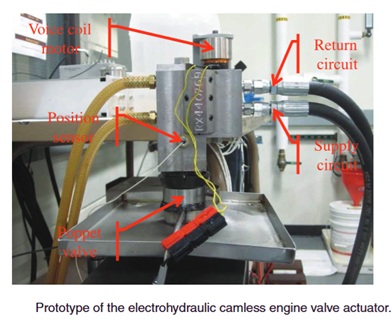 Voice coil
motor
Return
circuit
Position
sensor
Supply
circuit
Poppet
valve
Prototype of the electrohydraulic camless engine valve actuator.